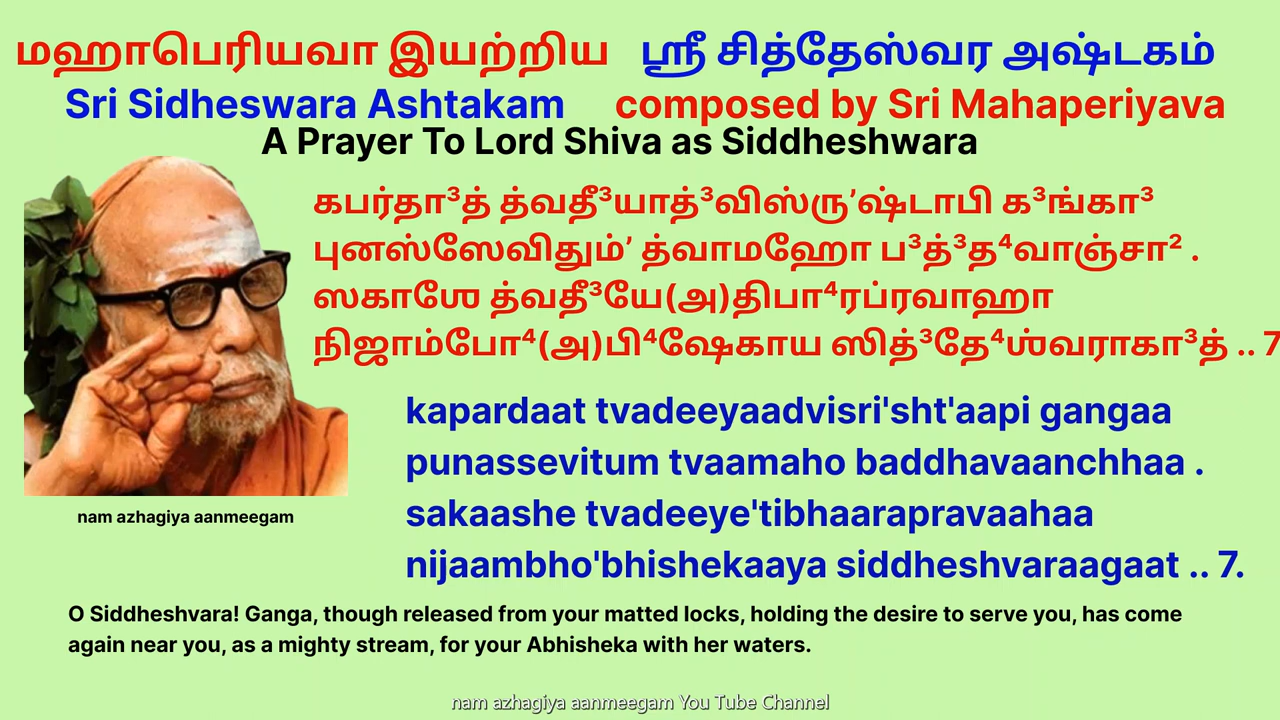 மஹாபெரியவா இயற்றிய ஸ்ரீ சித்தேஸ்வர அஷ்டகம்
Sri Sidheswara Ashtakam composed by Sri Mahaperiyava
A Prayer To Lord Shiva as Siddheshwara
கபர்தா³த் த்வதீ³யாத்³விஸ்ரு’ஷ்டாபி க³ங்கா³
புனஸ்ஸேவிதும்’ த்வாமஹோ ப³த்³த⁴வாஞ்சா² .
ஸகாஶே த்வதீ³யே(அ)திபா⁴ரப்ரவாஹா
நிஜாம்போ⁴(அ)பி⁴ஷேகாய ஸித்³தே⁴ஶ்வராகா³த் .. 7
kapardaat tvadeeyaadvisri'sht'aapi gangaa
punassevitum tvaamaho baddhavaanchhaa .
sakaashe tvadeeye'tibhaarapravaahaa
nijaambho'bhishekaaya siddheshvaraagaat .. 7.
nam azhagiya aanmeegam
O Siddheshvara! Ganga, though released from your matted locks, holding the desire to serve you, has come
again near you, as a mighty stream, for your Abhisheka with her waters.
nam azhagiya aanmeegam You Tube Channel